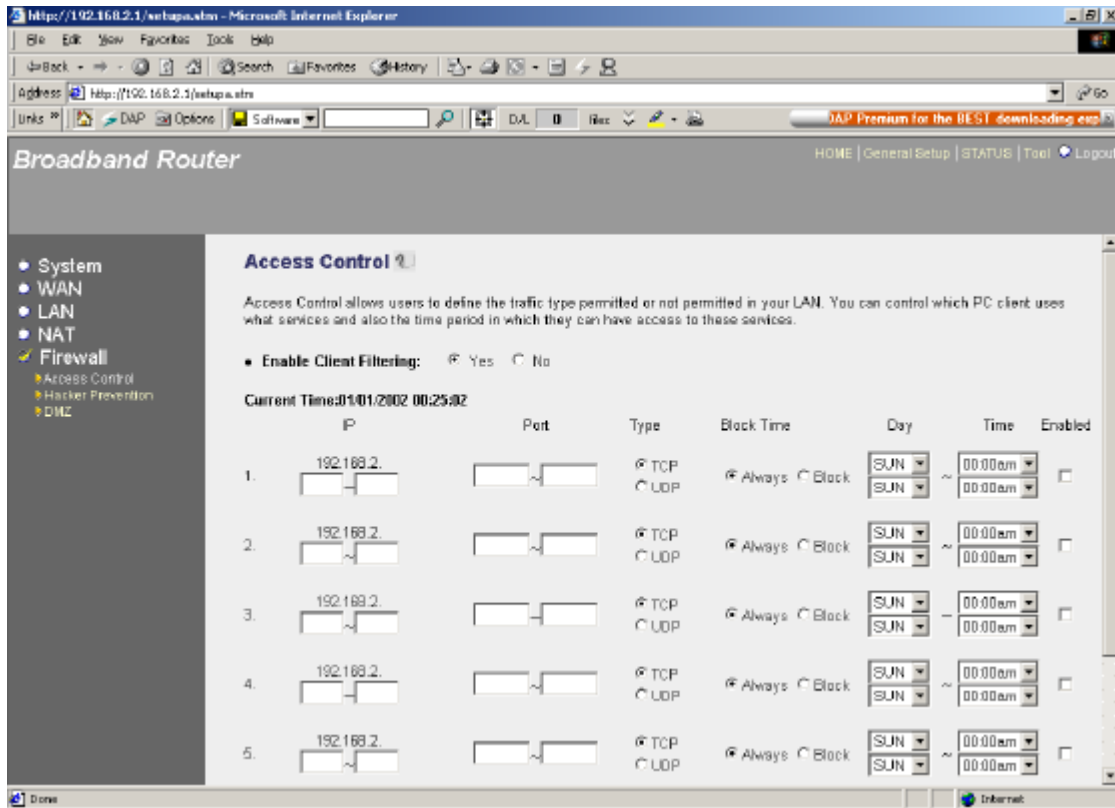 http://192.168.2.1/setupa.stm - Microsoft Internet Explorer
File Edit View Favorites Tools Help
Back Search Favorites History
Address http://192.168.2.1/setupa.stm Go
Links DAP Options Software D/L 0 files DAP Premium for the BEST downloading exp
Broadband Router
HOME | General Setup | STATUS | Tool Logout
System
WAN
LAN
NAT
Firewall
Access Control
Hacker Prevention
DMZ
Access Control
Access Control allows users to define the traffic type permitted or not permitted in your LAN. You can control which PC client uses
what services and also the time period in which they can have access to these services.
• Enable Client Filtering: Yes No
Current Time:01/01/2002 00:25:02
IP Port Type Block Time Day Time Enabled
192.168.2.
1. ~ ~ TCP UDP Always Block SUN SUN ~ 00:00am 00:00am
192.168.2.
2. ~ ~ TCP UDP Always Block SUN SUN ~ 00:00am 00:00am
192.168.2.
3. ~ ~ TCP UDP Always Block SUN SUN ~ 00:00am 00:00am
192.168.2.
4. ~ ~ TCP UDP Always Block SUN SUN ~ 00:00am 00:00am
192.168.2.
5. ~ ~ TCP UDP Always Block SUN SUN ~ 00:00am 00:00am
Done Internet